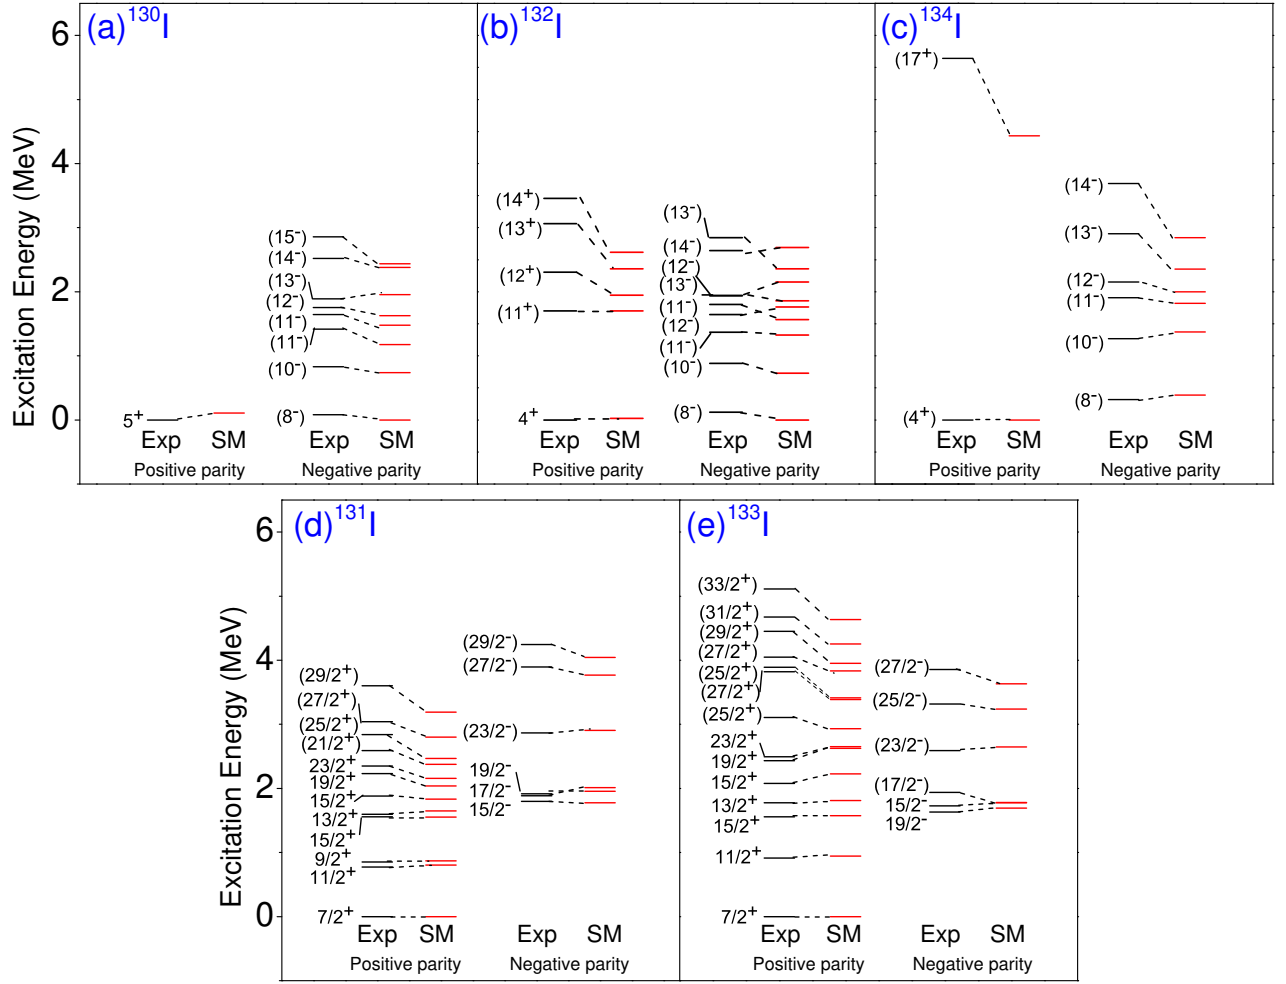 (a)¹³⁰I
(b)¹³²I
(c)¹³⁴I
Excitation Energy (MeV)
6
4
2
0
5⁺
(15⁻)
(14⁻)
(13⁻)
(12⁻)
(11⁻)
(11⁻)
(10⁻)
(8⁻)
Exp SM
Positive parity
Exp SM
Negative parity
(14⁺)
(13⁺)
(12⁺)
(11⁺)
4⁺
(13⁻)
(14⁻)
(12⁻)
(13⁻)
(11⁻)
(12⁻)
(11⁻)
(10⁻)
(8⁻)
Exp SM
Positive parity
Exp SM
Negative parity
(17⁺)
(4⁺)
(14⁻)
(13⁻)
(12⁻)
(11⁻)
(10⁻)
(8⁻)
Exp SM
Positive parity
Exp SM
Negative parity
(d)¹³¹I
(e)¹³³I
Excitation Energy (MeV)
6
4
2
0
(29/2⁺)
(27/2⁺)
(25/2⁺)
(21/2⁺)
23/2⁺
19/2⁺
15/2⁺
13/2⁺
15/2⁺
9/2⁺
11/2⁺
7/2⁺
(29/2⁻)
(27/2⁻)
(23/2⁻)
19/2⁻
17/2⁻
15/2⁻
Exp SM
Positive parity
Exp SM
Negative parity
(33/2⁺)
(31/2⁺)
(29/2⁺)
(27/2⁺)
(25/2⁺)
(27/2⁺)
(25/2⁺)
23/2⁺
19/2⁺
15/2⁺
13/2⁺
15/2⁺
11/2⁺
7/2⁺
(27/2⁻)
(25/2⁻)
(23/2⁻)
(17/2⁻)
15/2⁻
19/2⁻
Exp SM
Positive parity
Exp SM
Negative parity